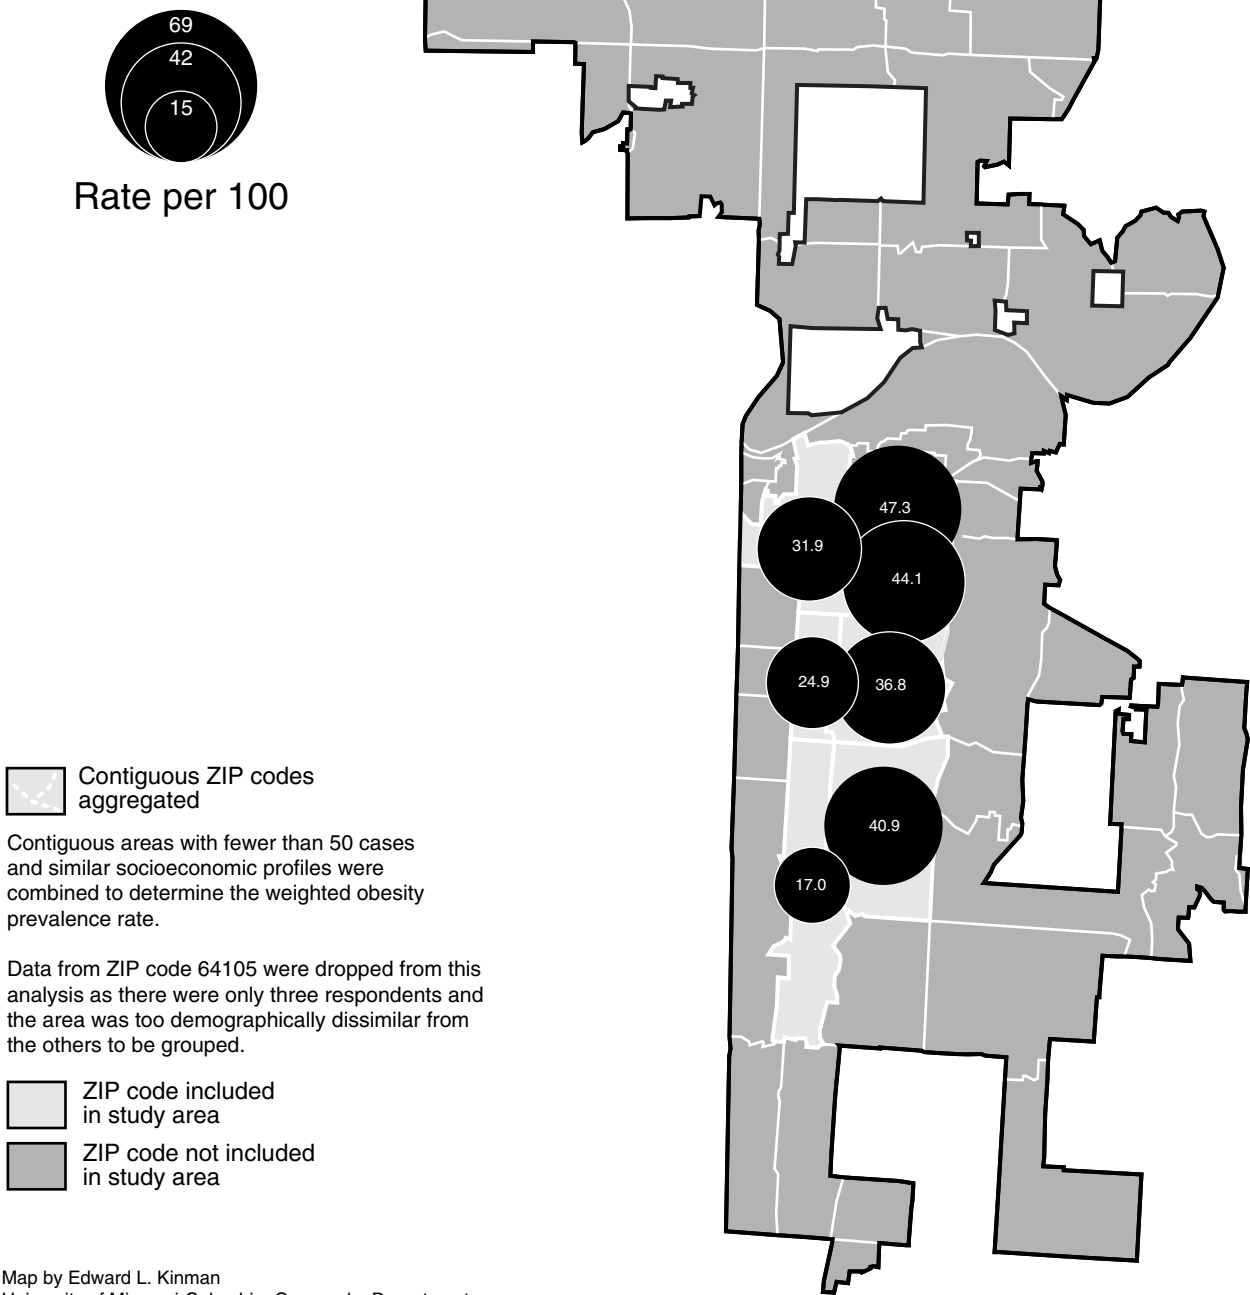 69
42
15
Rate per 100
47.3
31.9
44.1
24.9
36.8
40.9
17.0
Contiguous ZIP codes
aggregated
Contiguous areas with fewer than 50 cases
and similar socioeconomic profiles were
combined to determine the weighted obesity
prevalence rate.
Data from ZIP code 64105 were dropped from this
analysis as there were only three respondents and
the area was too demographically dissimilar from
the others to be grouped.
ZIP code included
in study area
ZIP code not included
in study area
Map by Edward L. Kinman